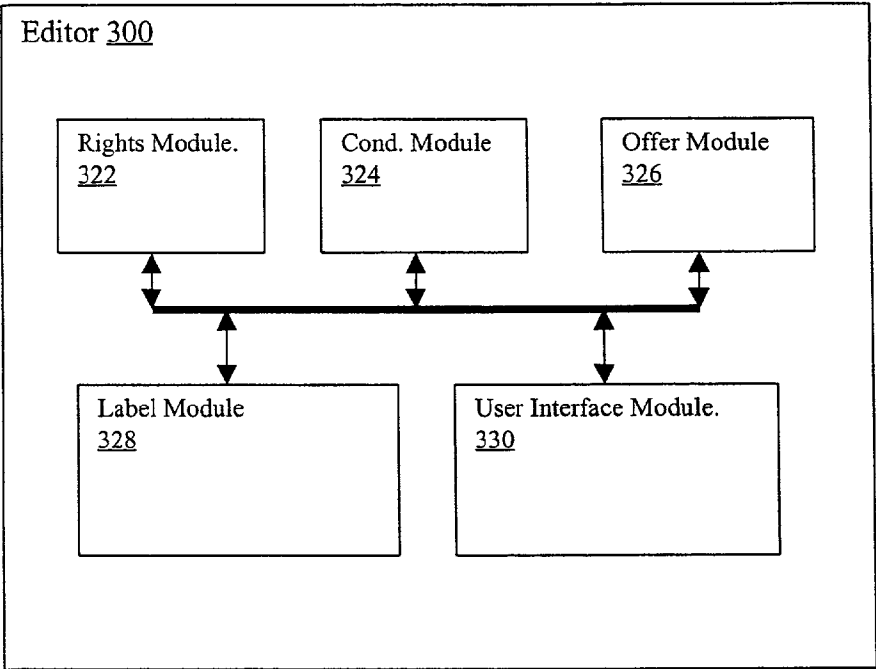 Editor 300
Rights Module.
322
Cond. Module
324
Offer Module
326
Label Module
328
User Interface Module.
330